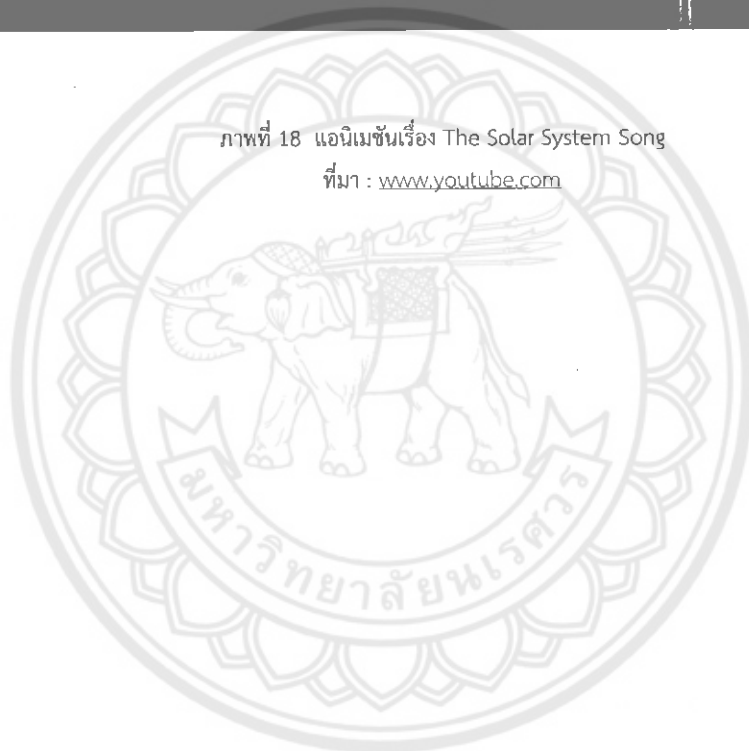 ภาพที่ 18 แอนิเมชันเรื่อง The Solar System Song
ที่มา : www.youtube.com
มหาวิทยาลัยนเรศวร